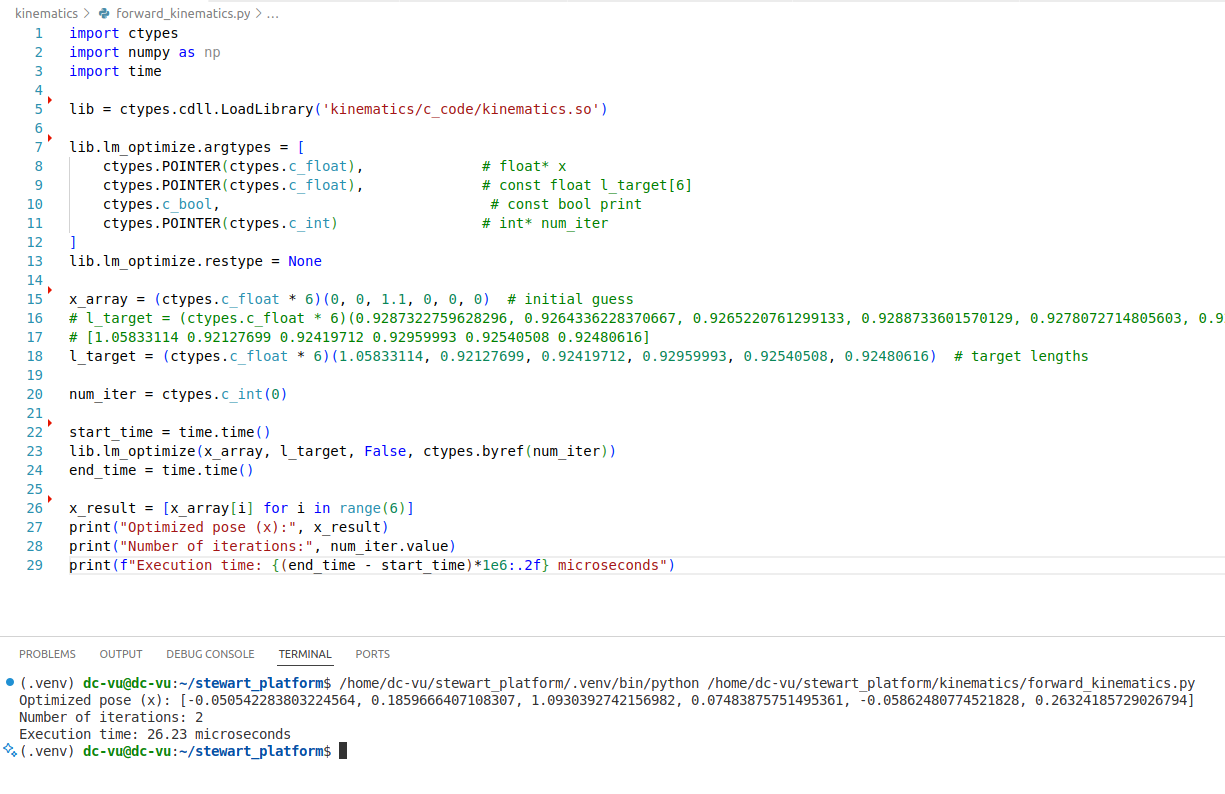 kinematics > forward_kinematics.py > ...
1 import ctypes
2 import numpy as np
3 import time
4
5 lib = ctypes.cdll.LoadLibrary('kinematics/c_code/kinematics.so')
6
7 lib.lm_optimize.argtypes = [
8     ctypes.POINTER(ctypes.c_float),              # float* x
9     ctypes.POINTER(ctypes.c_float),              # const float l_target[6]
10     ctypes.c_bool,                                # const bool print
11     ctypes.POINTER(ctypes.c_int)                 # int* num_iter
12 ]
13 lib.lm_optimize.restype = None
14
15 x_array = (ctypes.c_float * 6)(0, 0, 1.1, 0, 0, 0)  # initial guess
16 # l_target = (ctypes.c_float * 6)(0.9287322759628296, 0.9264336228370667, 0.9265220761299133, 0.9288733601570129, 0.9278072714805603, 0.9
17 # [1.05833114 0.92127699 0.92419712 0.92959993 0.92540508 0.92480616]
18 l_target = (ctypes.c_float * 6)(1.05833114, 0.92127699, 0.92419712, 0.92959993, 0.92540508, 0.92480616)  # target lengths
19
20 num_iter = ctypes.c_int(0)
21
22 start_time = time.time()
23 lib.lm_optimize(x_array, l_target, False, ctypes.byref(num_iter))
24 end_time = time.time()
25
26 x_result = [x_array[i] for i in range(6)]
27 print("Optimized pose (x):", x_result)
28 print("Number of iterations:", num_iter.value)
29 print(f"Execution time: {(end_time - start_time)*1e6:.2f} microseconds")
PROBLEMS OUTPUT DEBUG CONSOLE TERMINAL PORTS
(.venv) dc-vu@dc-vu:~/stewart_platform$ /home/dc-vu/stewart_platform/.venv/bin/python /home/dc-vu/stewart_platform/kinematics/forward_kinematics.py
Optimized pose (x): [-0.050542283803224564, 0.1859666407108307, 1.0930392742156982, 0.07483875751495361, -0.05862480774521828, 0.26324185729026794]
Number of iterations: 2
Execution time: 26.23 microseconds
(.venv) dc-vu@dc-vu:~/stewart_platform$